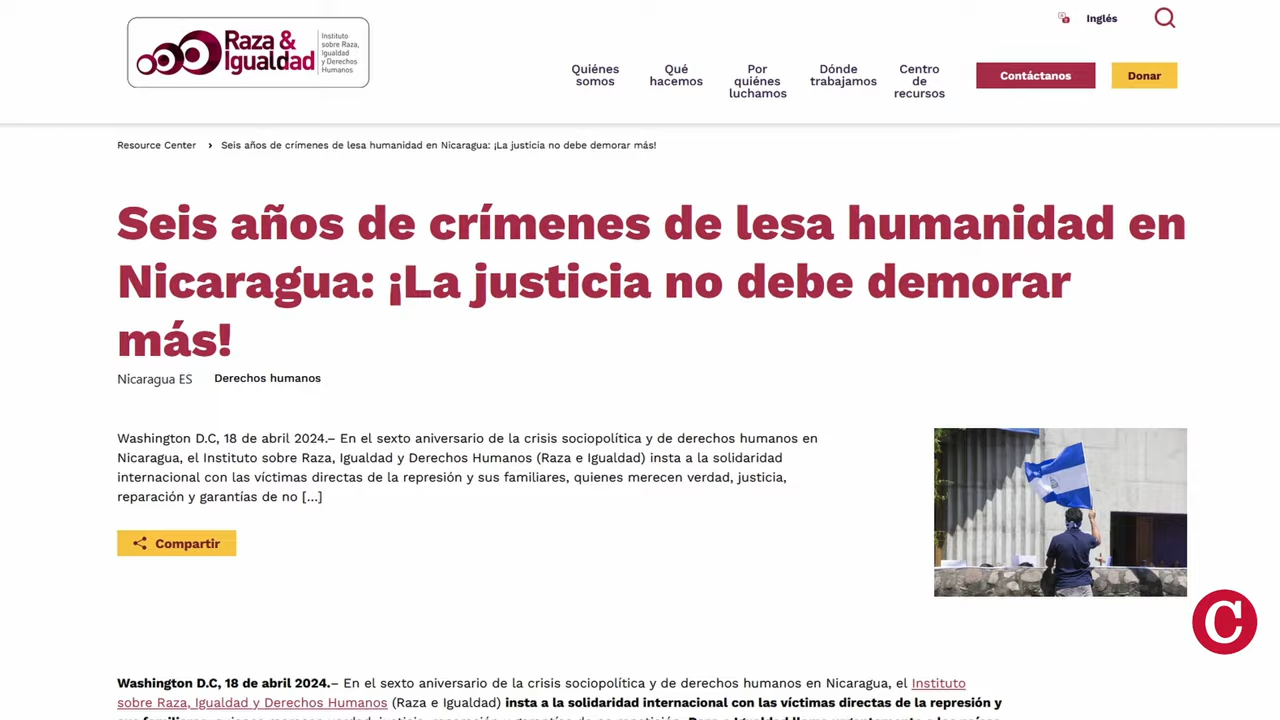 Raza & Igualdad
Instituto
sobre Raza,
Igualdad
y Derechos
Humanos
Inglés
Quiénes
somos
Qué
hacemos
Por
quiénes
luchamos
Dónde
trabajamos
Centro
de
recursos
Contáctanos
Donar
Resource Center › Seis años de crímenes de lesa humanidad en Nicaragua: ¡La justicia no debe demorar más!
Seis años de crímenes de lesa humanidad en
Nicaragua: ¡La justicia no debe demorar
más!
Nicaragua ES Derechos humanos
Washington D.C, 18 de abril 2024.– En el sexto aniversario de la crisis sociopolítica y de derechos humanos en
Nicaragua, el Instituto sobre Raza, Igualdad y Derechos Humanos (Raza e Igualdad) insta a la solidaridad
internacional con las víctimas directas de la represión y sus familiares, quienes merecen verdad, justicia,
reparación y garantías de no […]
Compartir
C
Washington D.C, 18 de abril 2024.– En el sexto aniversario de la crisis sociopolítica y de derechos humanos en Nicaragua, el Instituto
sobre Raza, Igualdad y Derechos Humanos (Raza e Igualdad) insta a la solidaridad internacional con las víctimas directas de la represión y